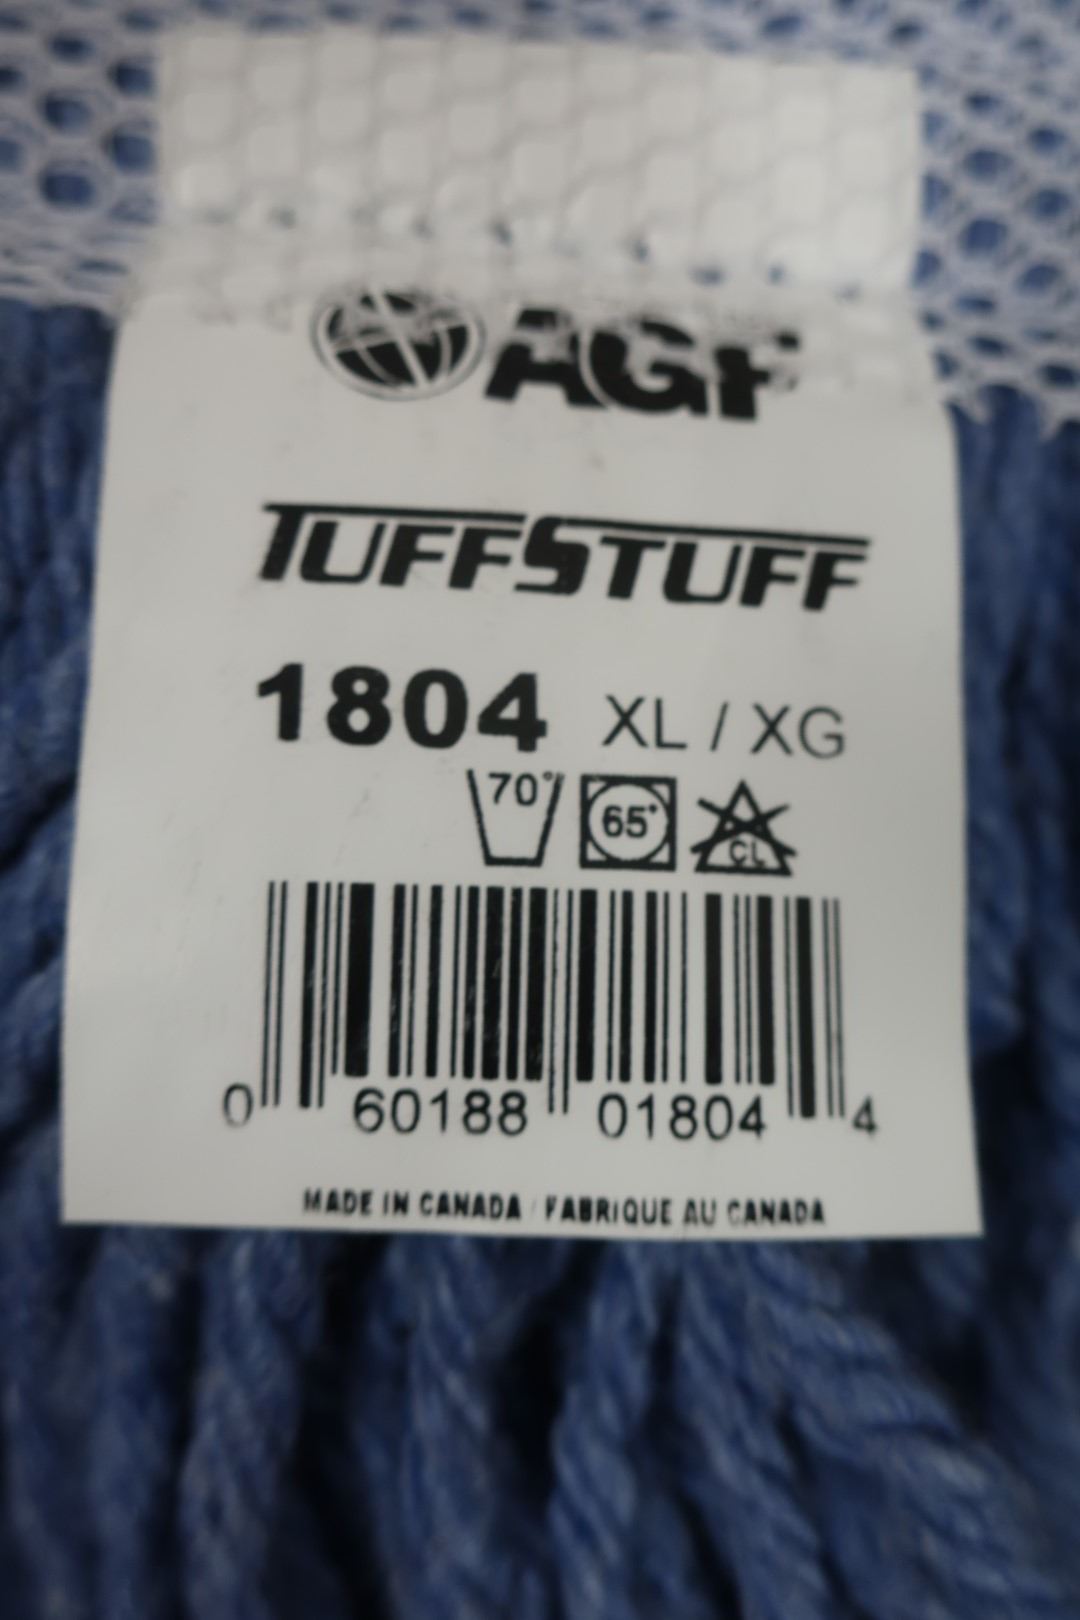 AGF
TUFFSTUFF
1804 XL / XG
70° 65° CL
0 60188 01804 4
MADE IN CANADA / FABRIQUE AU CANADA